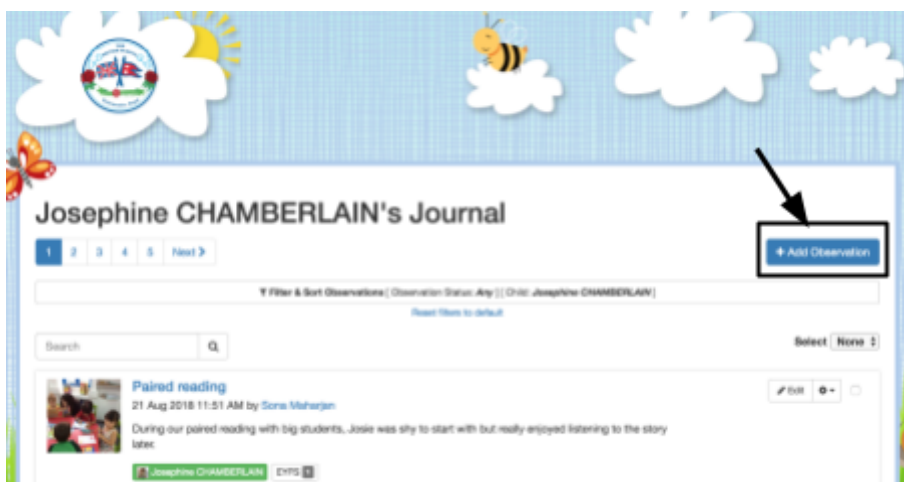 Josephine CHAMBERLAIN's Journal
1 2 3 4 5 Next
+ Add Observation
Filter & Sort Observations [ Observation Status: Any ] [ Child: Josephine CHAMBERLAIN ]
Reset filters to default
Search
Select None
Paired reading
Edit
21 Aug 2018 11:51 AM by Sona Maharjan
During our paired reading with big students, Josie was shy to start with but really enjoyed listening to the story
later.
Josephine CHAMBERLAIN EYFS